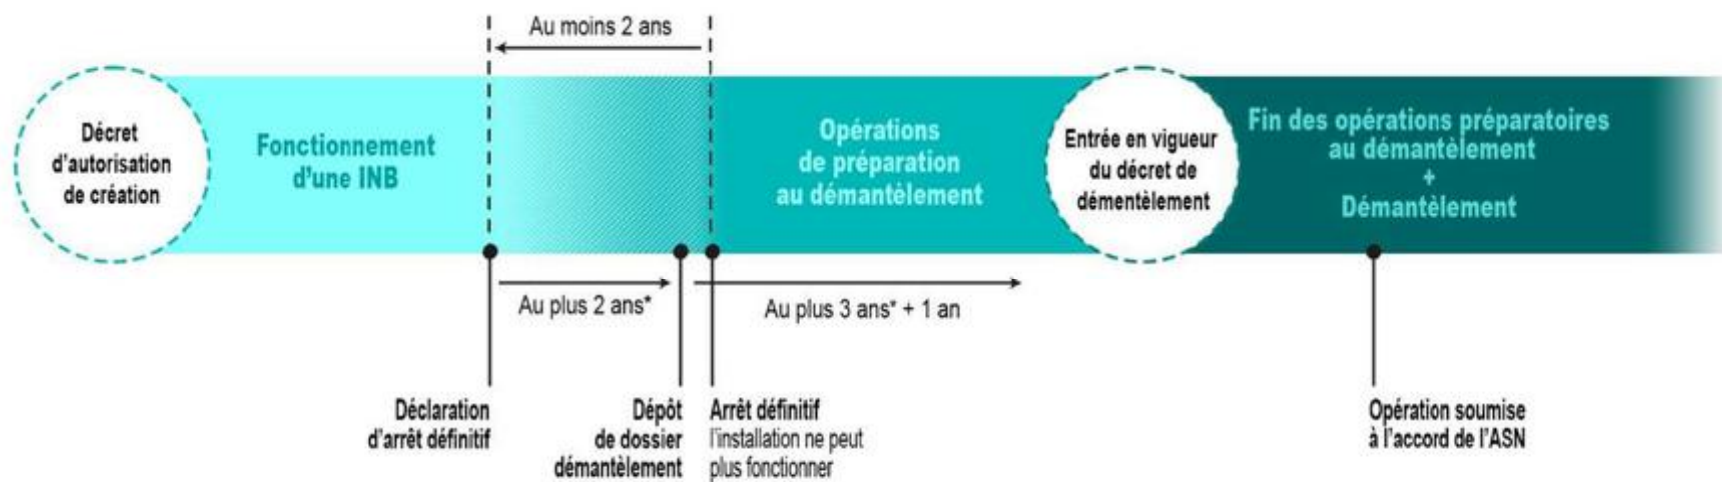 Au moins 2 ans
Décret
d'autorisation
de création
Fonctionnement
d'une INB
Opérations
de préparation
au démantèlement
Entrée en vigueur
du décret de
démentèlement
Fin des opérations préparatoires
au démantèlement
+
Démantèlement
Au plus 2 ans*
Au plus 3 ans* + 1 an
Déclaration
d'arrêt définitif
Dépôt
de dossier
démantèlement
Arrêt définitif
l'installation ne peut
plus fonctionner
Opération soumise
à l'accord de l'ASN